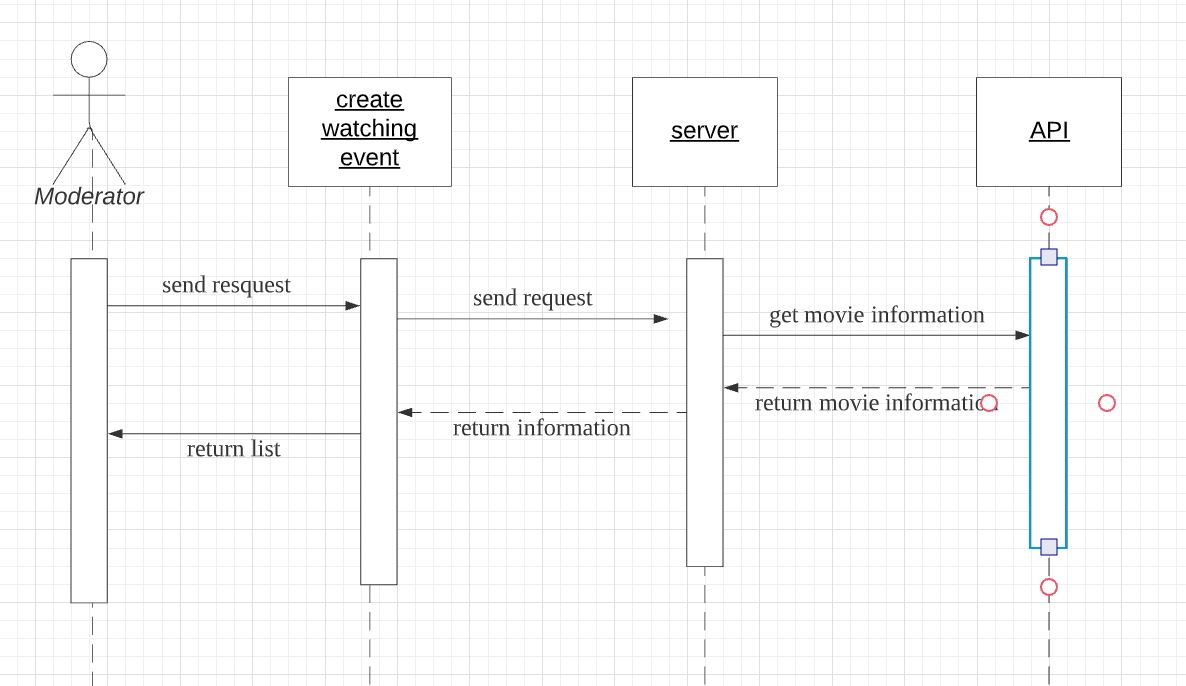 create
watching
event
server
API
Moderator
send resquest
send request
get movie information
return movie information
return information
return list